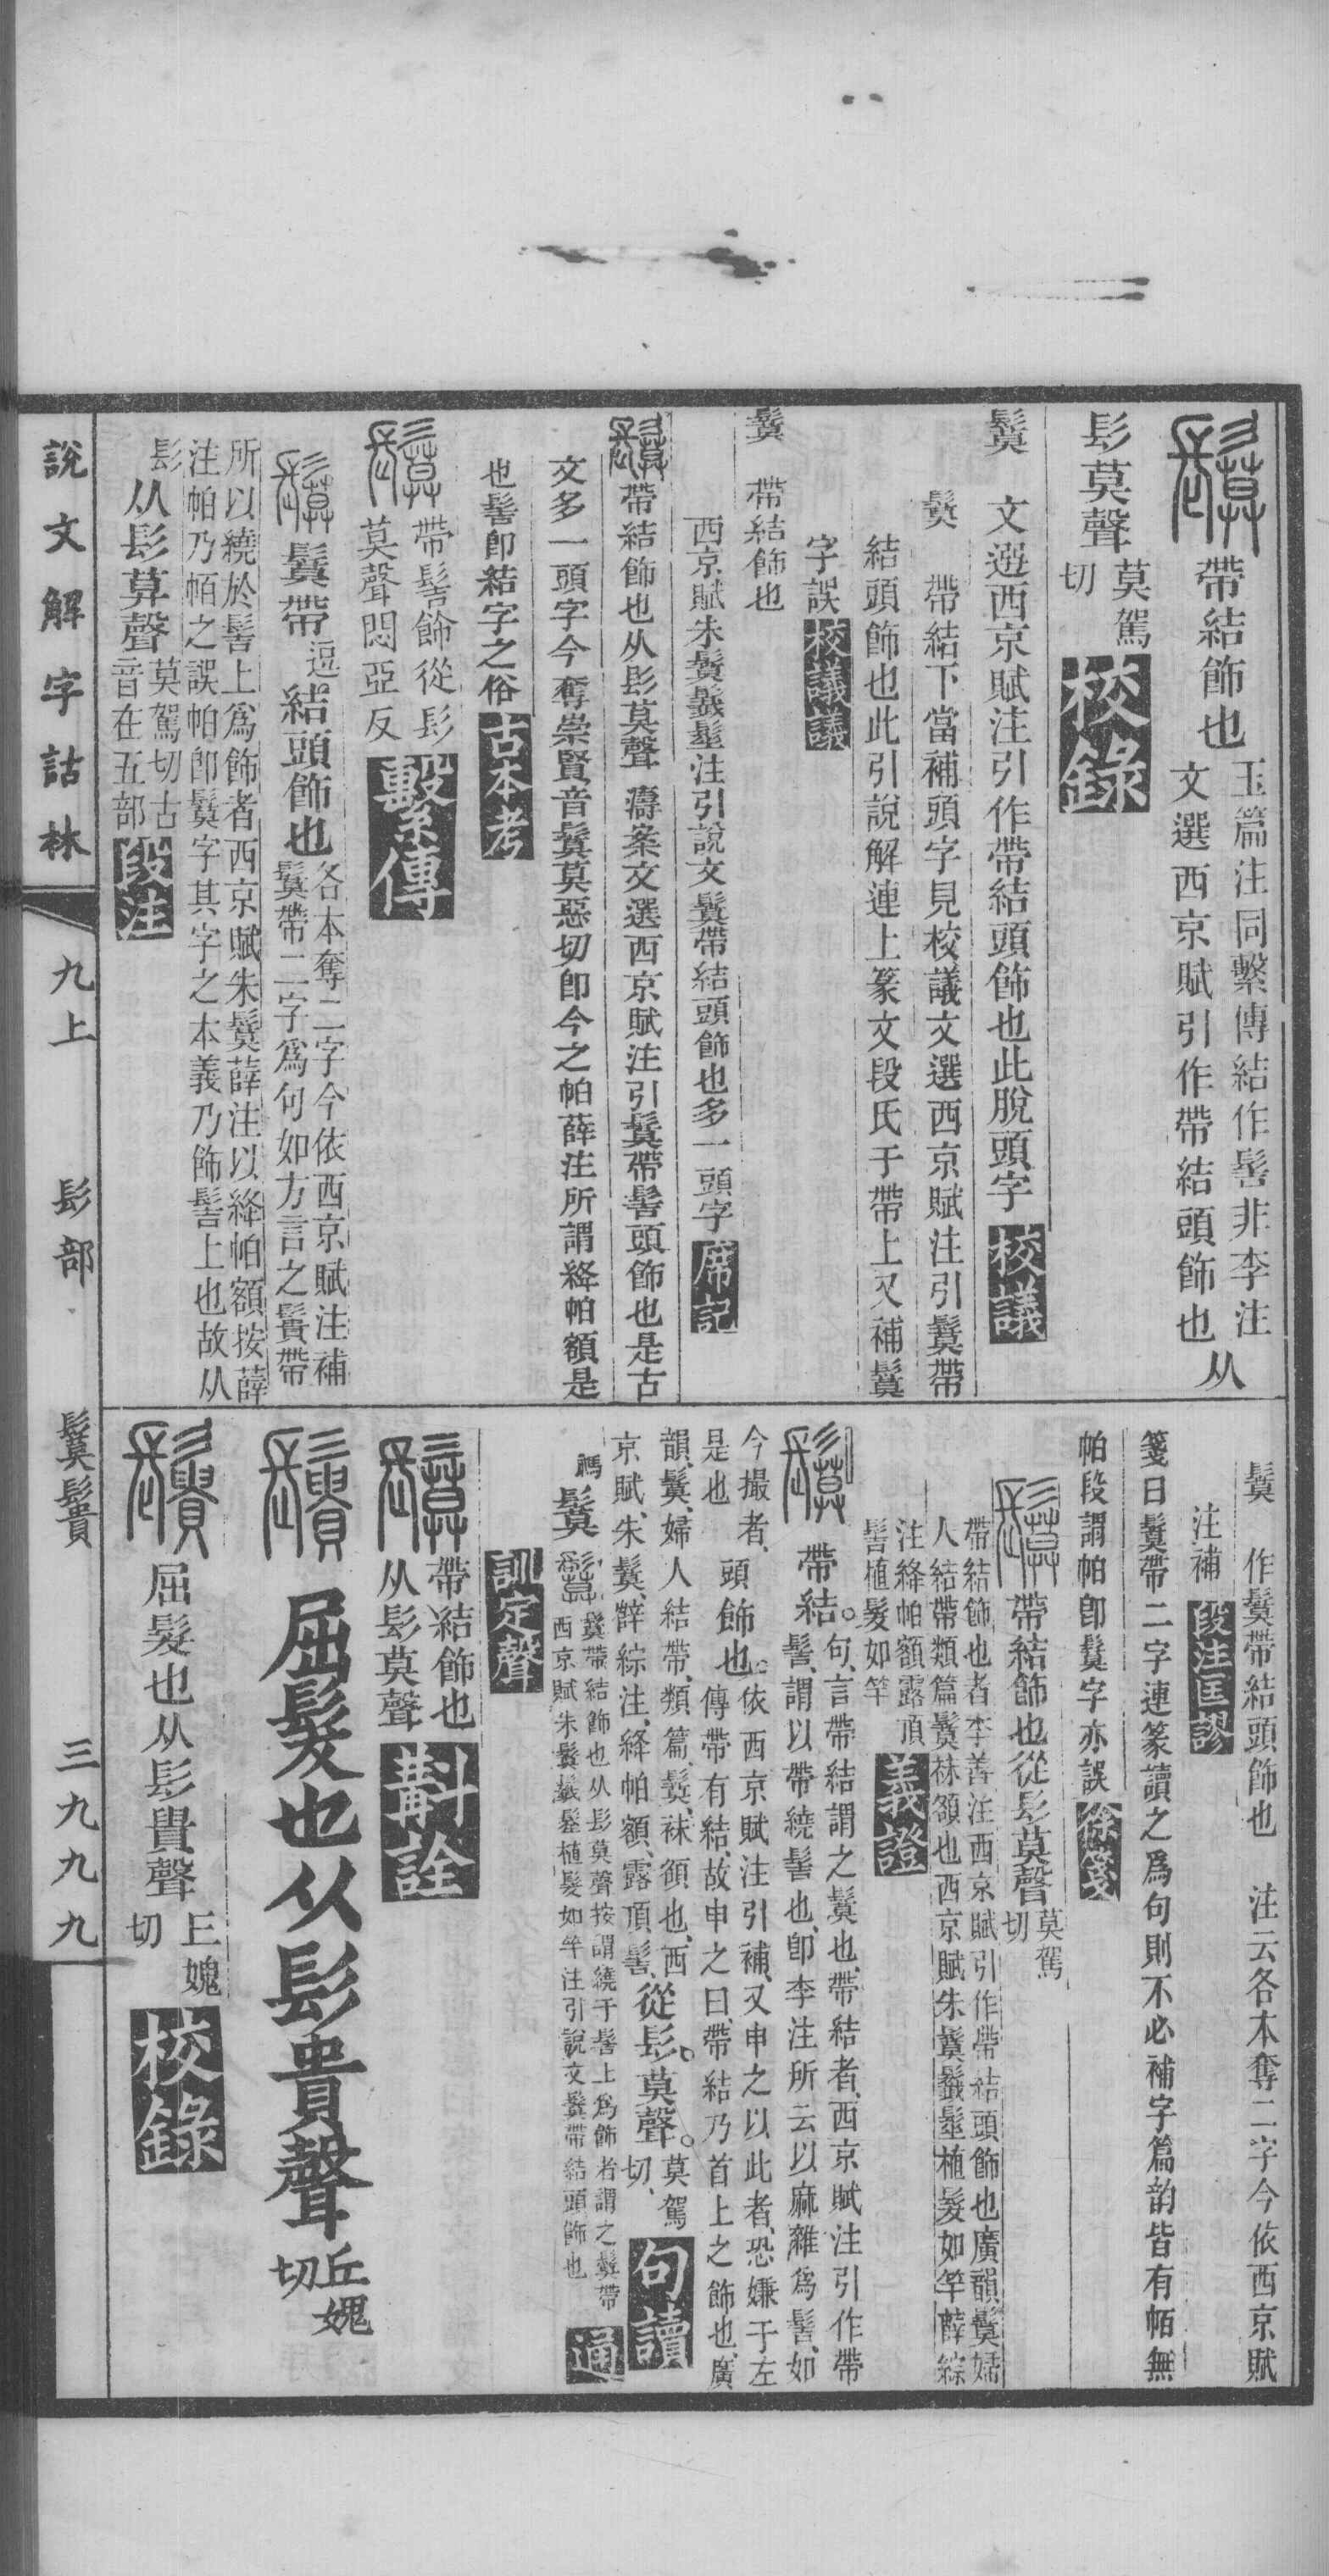 帶結飾也
玉篇注同繫傳結作髻非李注
文選西京賦引作帶結頭飾也
从
髟莫聲
莫駕
切
校錄
鬕 文選西京賦注引作帶結頭飾也此脫頭字 校議
鬕 帶結下當補頭字見校議文選西京賦注引鬕帶
結頭飾也此引說解連上篆文段氏于帶上又補鬕
字誤 校議議
鬕 帶結飾也
西京賦朱鬕䰕髽注引說文鬕帶結頭飾也多一頭字 席記
帶結飾也从髟莫聲 濤案文選西京賦注引鬕帶髻頭飾也是古
文多一頭字今奪崇賢音鬕莫惡切卽今之帕薛注所謂絳帕額是
也髻卽結字之俗 古本考
帶髻飾從髟
莫聲悶亞反
繫傳
鬕帶
逗
結頭飾也
各本奪二字今依西京賦注補
鬕帶二字爲句如方言之鬠帶
所以繞於髻上爲飾者西京賦朱鬕薛注以絳帕額按薛
注帕乃帞之誤帕卽鬕字其字之本義乃飾髻上也故从
髟
从髟莫聲
莫駕切古
音在五部
段注
說文解字詁林
九上
髟部
鬕髖
三九九九
鬕 作鬕帶結頭飾也 注云各本奪二字今依西京賦
注補 段注匡謬
箋曰鬕帶二字連篆讀之爲句則不必補字篇韵皆有帞無
帕段謂帕卽鬕字亦誤 徐箋
帶結飾也從髟莫聲
莫駕
切
帶結飾也者李善注西京賦引作帶結頭飾也廣韻鬕婦
人結帶類篇鬕袜額也西京賦朱鬕䰕髽植髮如竿薛綜
注絳帕額露頂
髻植髮如竿
義證
帶結。
句、言帶結謂之鬕也、帶結者、西京賦注引作帶
髻、謂以帶繞髻也、卽李注所云以麻雜爲髻、如
今撮者、
頭飾也。
依西京賦注引補、又申之以此者、恐嫌于左
傳帶有結、故申之曰、帶結乃首上之飾也、廣
是也
韻、鬕、婦人結帶、類篇、鬕、袜額也、西
京賦、朱鬕、薛綜注、絳帕額、露頂髻、
從髟。莫聲。
莫駕
切、
句讀
禡 鬕
鬕帶結飾也从髟莫聲按謂繞于髻上爲飾者謂之鬕帶
西京賦朱鬕䰕髽植髮如竿注引說文鬕帶結頭飾也
通訓定聲
帶結飾也
从髟莫聲
斠詮
屈髮也从髟貴聲
丘媿
切
屈髮也从髟貴聲
丘媿
切
校錄